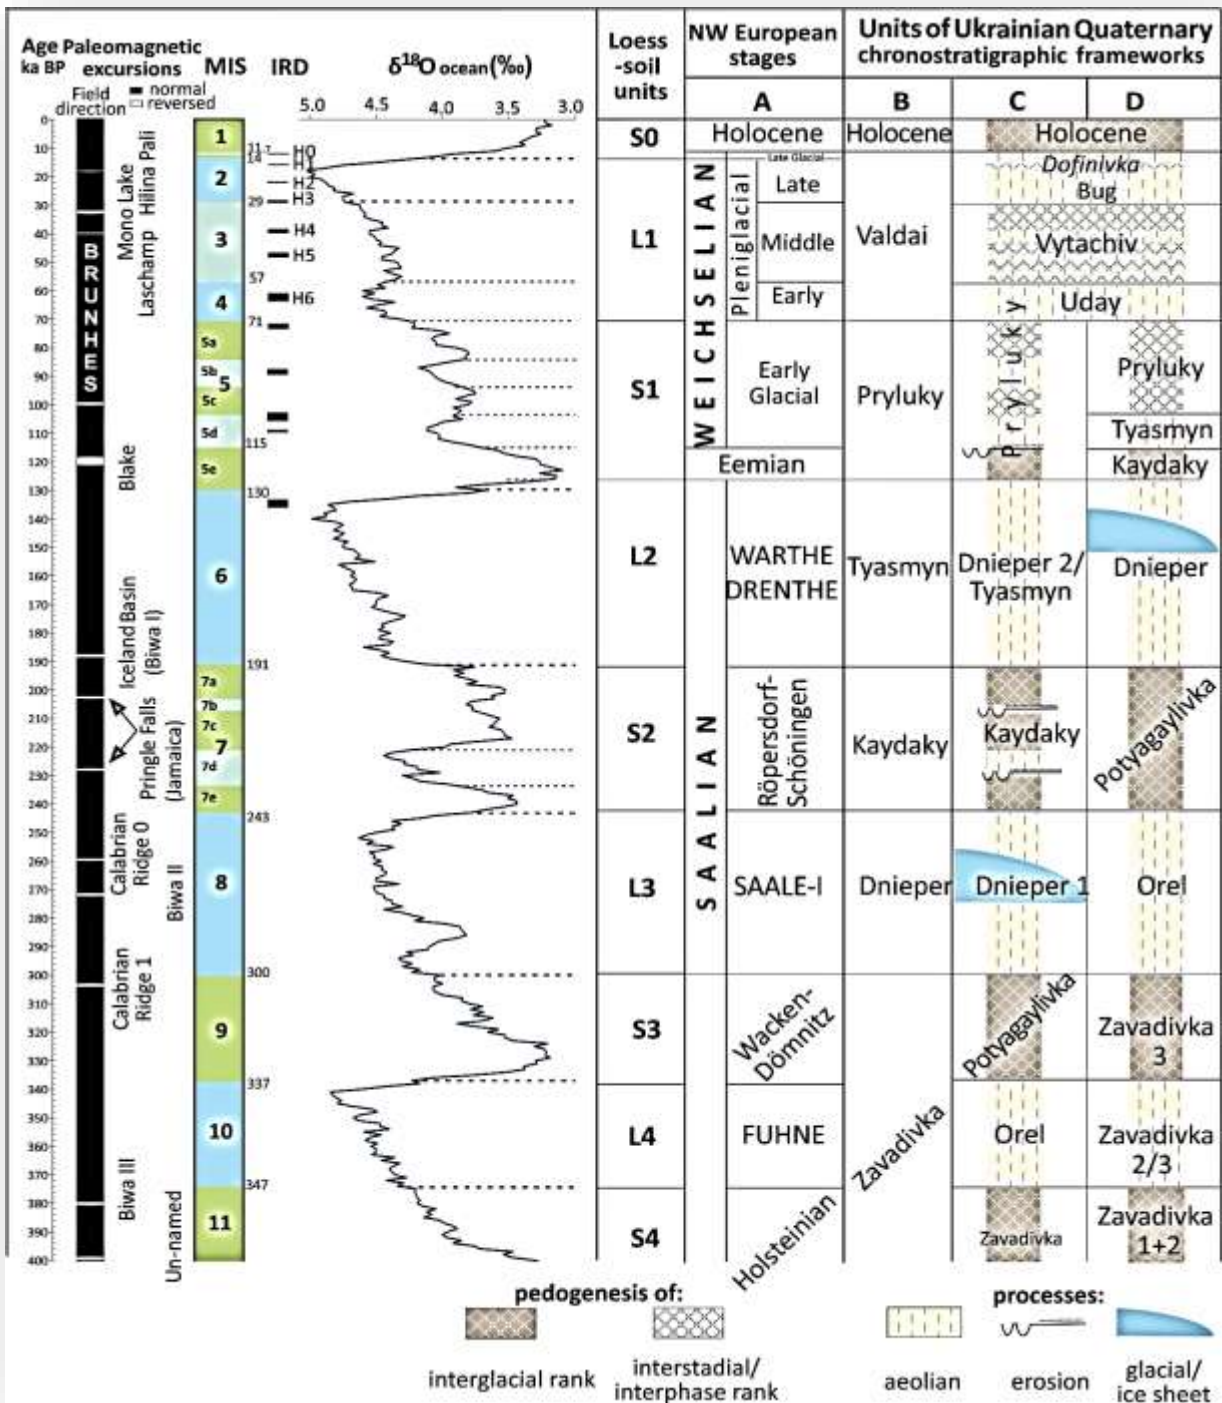 Age Paleomagnetic
ka BP excursions MIS IRD δ18O ocean(‰)
Field direction
normal
reversed
5.0 4.5 4.0 3.5 3.0
Loess
-soil
units
NW European
stages
Units of Ukrainian Quaternary
chronostratigraphic frameworks
A B C D
0
10
20
30
40
50
60
70
80
90
100
110
120
130
140
150
160
170
180
190
200
210
220
230
240
250
260
270
280
290
300
310
320
330
340
350
360
370
380
390
400
BRUNHES
Mono Lake
Hilina Pali
Laschamp
Blake
Iceland Basin
(Biwa I)
Pringle Falls
(Jamaica)
Calabrian
Ridge 0
Biwa II
Calabrian
Ridge 1
Biwa III
Un-named
1
2
3
4
5a
5b
5
5c
5d
5e
6
7a
7b
7c
7
7d
7e
8
9
10
11
14
29
57
71
115
130
191
243
300
337
347
H0
H1
H2
H3
H4
H5
H6
S0
L1
S1
L2
S2
L3
S3
L4
S4
Holocene
WEICHSELIAN
Pleniglacial
Late Glacial
Late
Middle
Early
Early
Glacial
Eemian
SAALIAN
WARTHE
DRENTHE
Röpersdorf-
Schöningen
SAALE-I
Wacken-
Dömnitz
FUHNE
Holsteinian
Holocene
Valdai
Pryluky
Tyasmyn
Kaydaky
Dnieper
Zavadivka
Holocene
Dofinivka
Bug
Vytachiv
Uday
Pryluky
Dnieper 2/
Tyasmyn
Kaydaky
Dnieper 1
Potyagaylivka
Orel
Zavadivka
Pryluky
Tyasmyn
Kaydaky
Dnieper
Potyagaylivka
Orel
Zavadivka
3
Zavadivka
2/3
Zavadivka
1+2
pedogenesis of:
interglacial rank
interstadial/
interphase rank
processes:
aeolian
erosion
glacial/
ice sheet